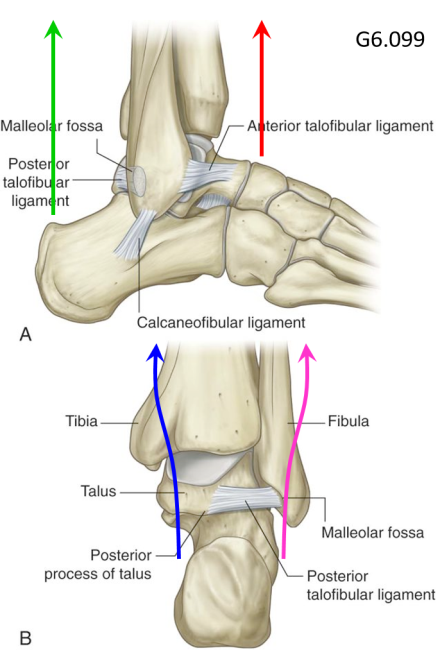 G6.099
Malleolar fossa
Anterior talofibular ligament
Posterior
talofibular
ligament
Calcaneofibular ligament
A
Tibia
Fibula
Talus
Malleolar fossa
Posterior
process of talus
Posterior
talofibular ligament
B